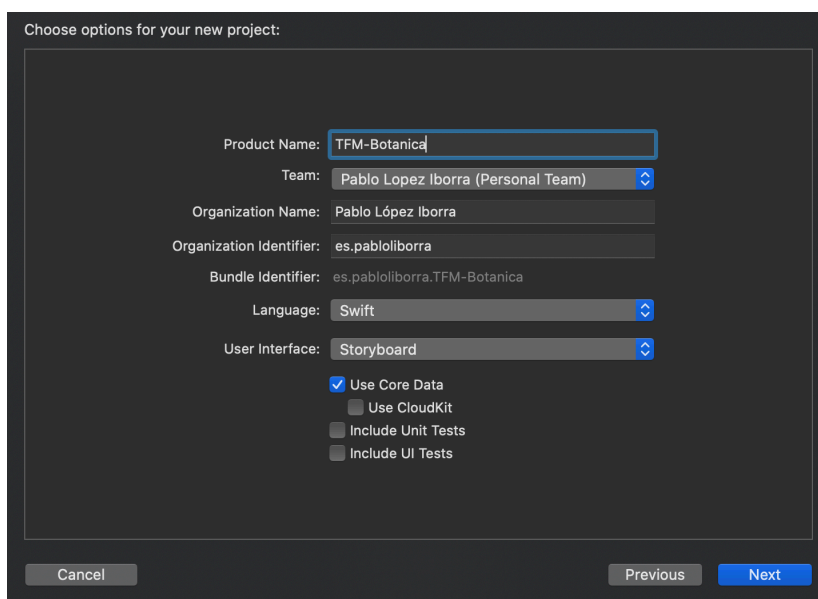 Choose options for your new project:
Product Name: TFM-Botanica
Team: Pablo Lopez Iborra (Personal Team)
Organization Name: Pablo López Iborra
Organization Identifier: es.pabloliborra
Bundle Identifier: es.pabloliborra.TFM-Botanica
Language: Swift
User Interface: Storyboard
Use Core Data
Use CloudKit
Include Unit Tests
Include UI Tests
Cancel Previous Next